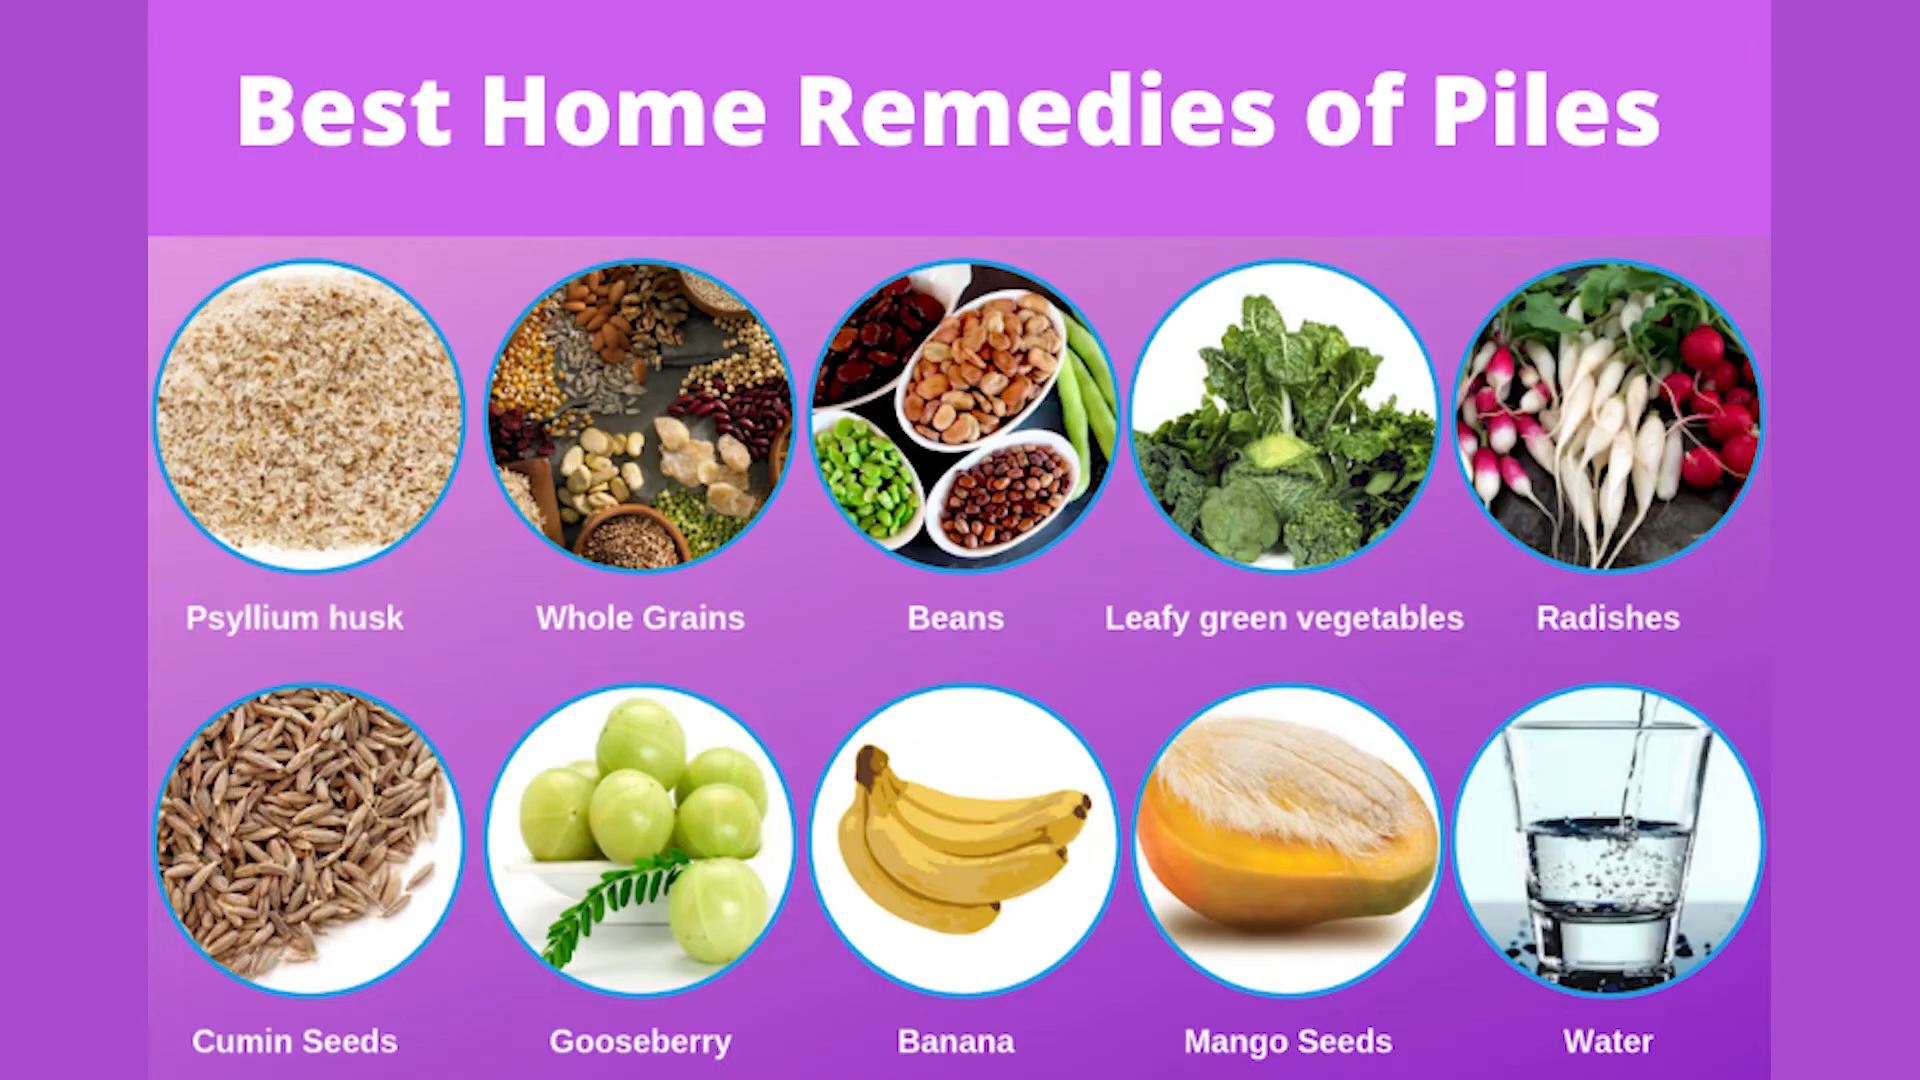 Best Home Remedies of Piles
Psyllium husk
Whole Grains
Beans
Leafy green vegetables
Radishes
Cumin Seeds
Gooseberry
Banana
Mango Seeds
Water